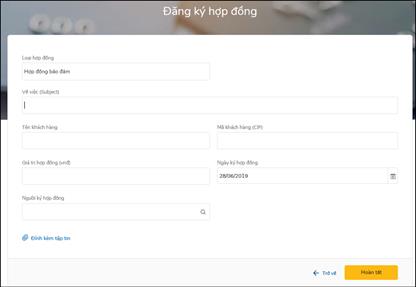 Đăng ký hợp đồng
Loại hợp đồng
Hợp đồng bảo đảm
Về việc (Subject)
Tên khách hàng
Mã khách hàng (CIF)
Giá trị hợp đồng (vnđ)
Ngày ký hợp đồng
28/06/2019
Người ký hợp đồng
Đính kèm tập tin
Trở về
Hoàn tất